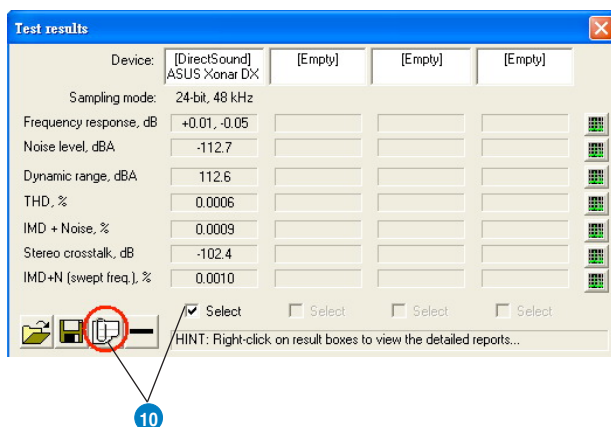 Test results
Device: [DirectSound] ASUS Xonar DX [Empty] [Empty] [Empty]
Sampling mode: 24-bit, 48 kHz
Frequency response, dB +0.01, -0.05
Noise level, dBA -112.7
Dynamic range, dBA 112.6
THD, % 0.0006
IMD + Noise, % 0.0009
Stereo crosstalk, dB -102.4
IMD+N (swept freq.), % 0.0010
Select Select Select Select
HINT: Right-click on result boxes to view the detailed reports...
10